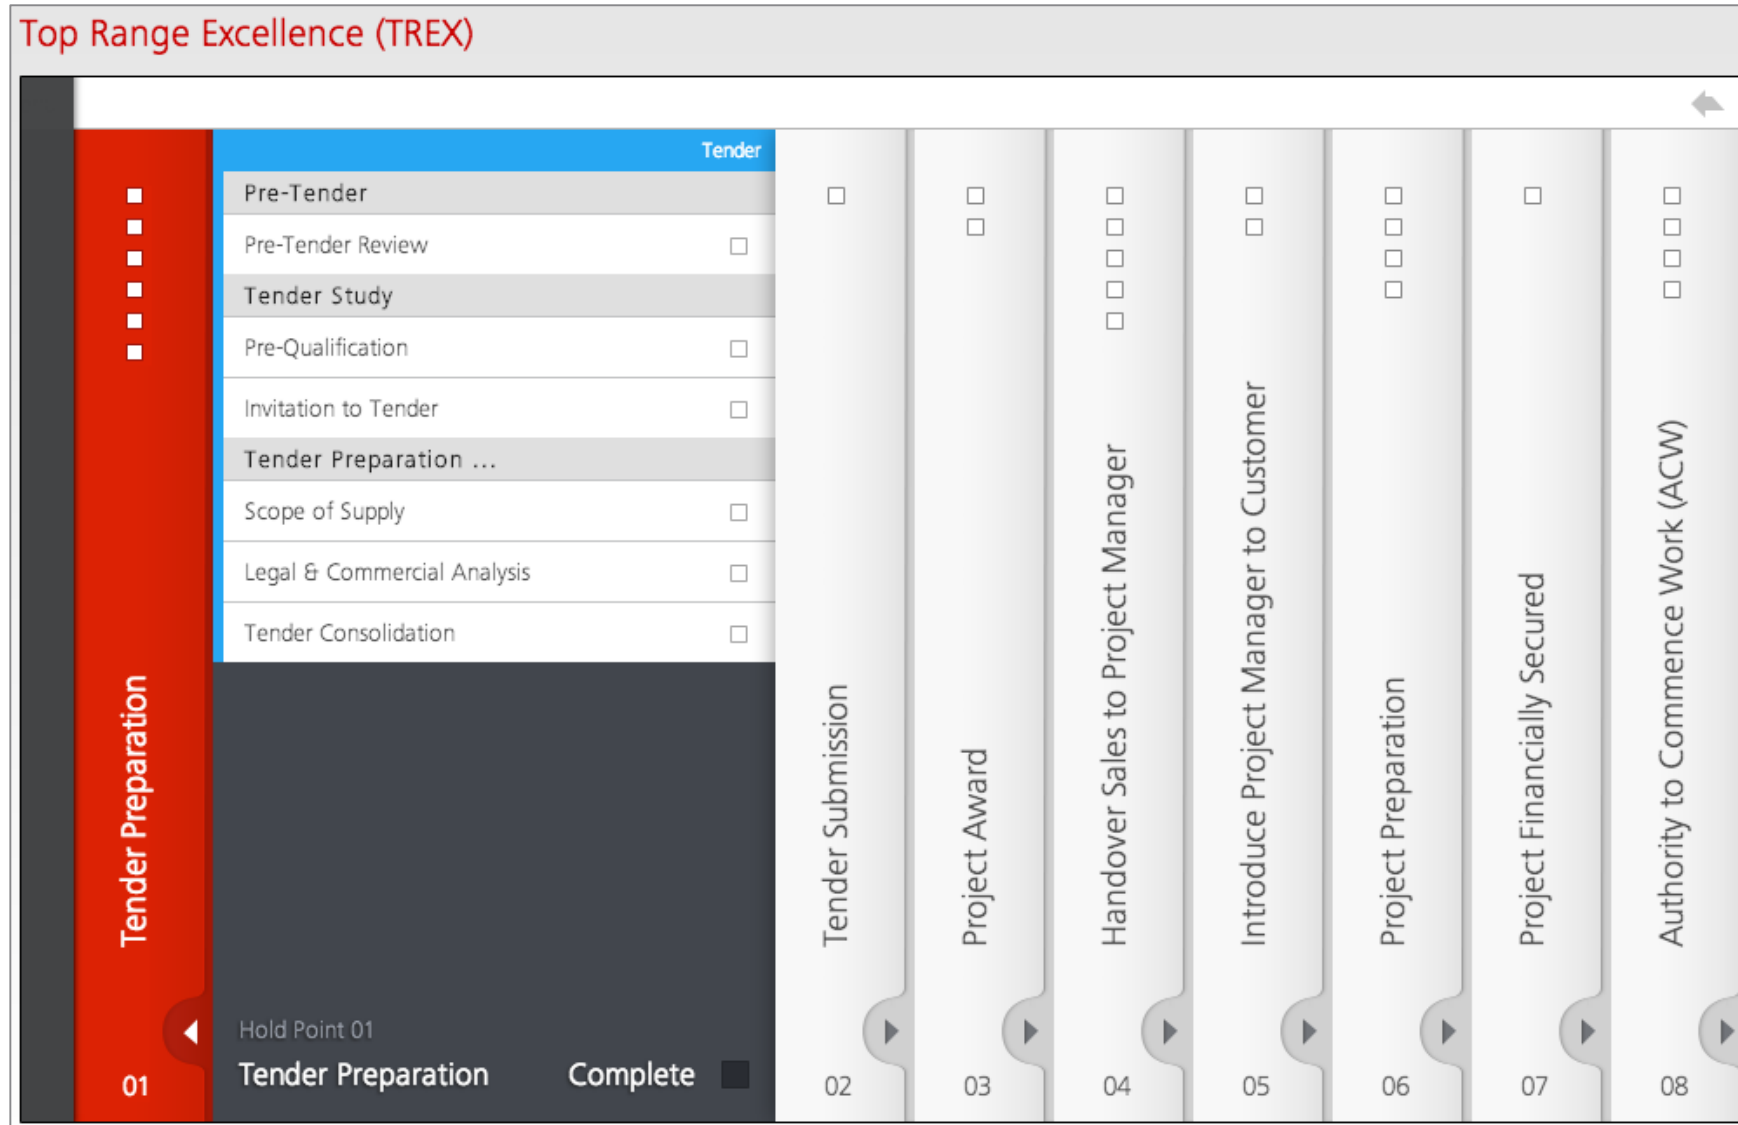 Top Range Excellence (TREX)
Tender
Pre-Tender
Pre-Tender Review
Tender Study
Pre-Qualification
Invitation to Tender
Tender Preparation ...
Scope of Supply
Legal & Commercial Analysis
Tender Consolidation
Hold Point 01
Tender Preparation Complete
Tender Preparation
01
Tender Submission
02
Project Award
03
Handover Sales to Project Manager
04
Introduce Project Manager to Customer
05
Project Preparation
06
Project Financially Secured
07
Authority to Commence Work (ACW)
08